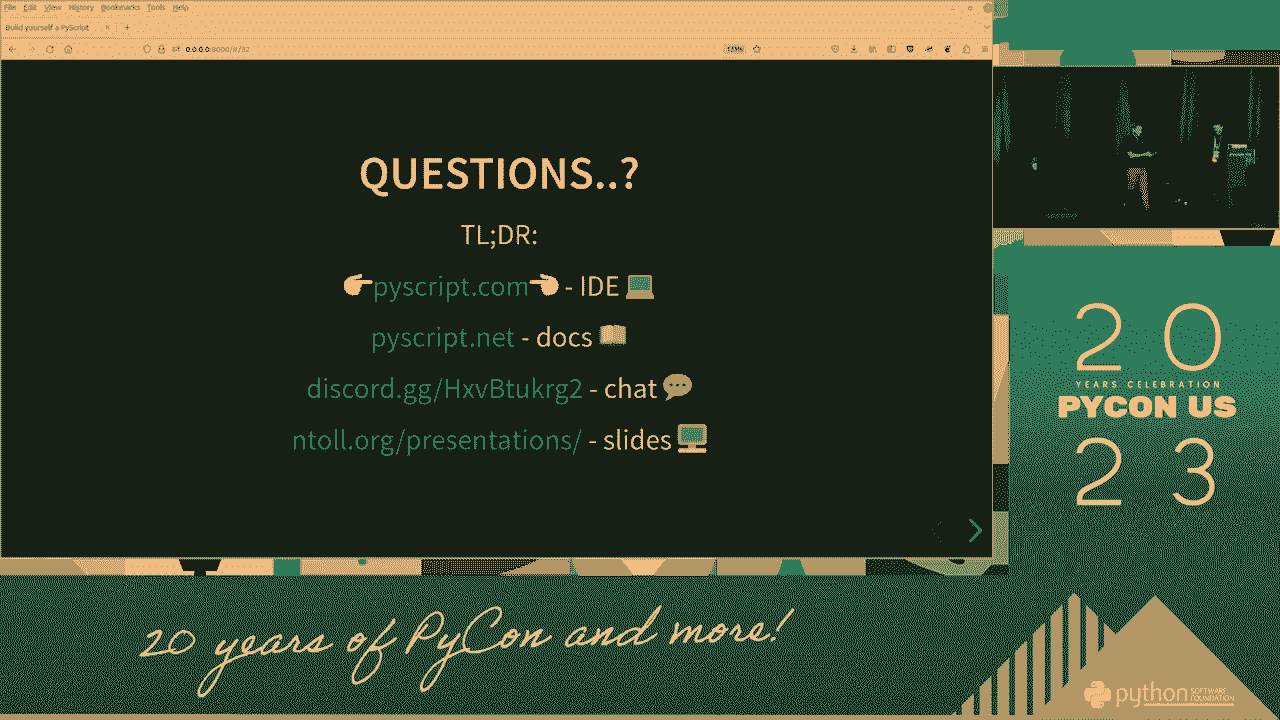 File Edit View History Bookmarks Tools Help
Build yourself a PyScript
0.0.0.0:8000/#/32
QUESTIONS..?
TL;DR:
pyscript.com - IDE
pyscript.net - docs
discord.gg/HxvBtukrg2 - chat
ntoll.org/presentations/ - slides
20
YEARS CELEBRATION
PYCON US
23
20 years of PyCon and more!
python SOFTWARE
FOUNDATION